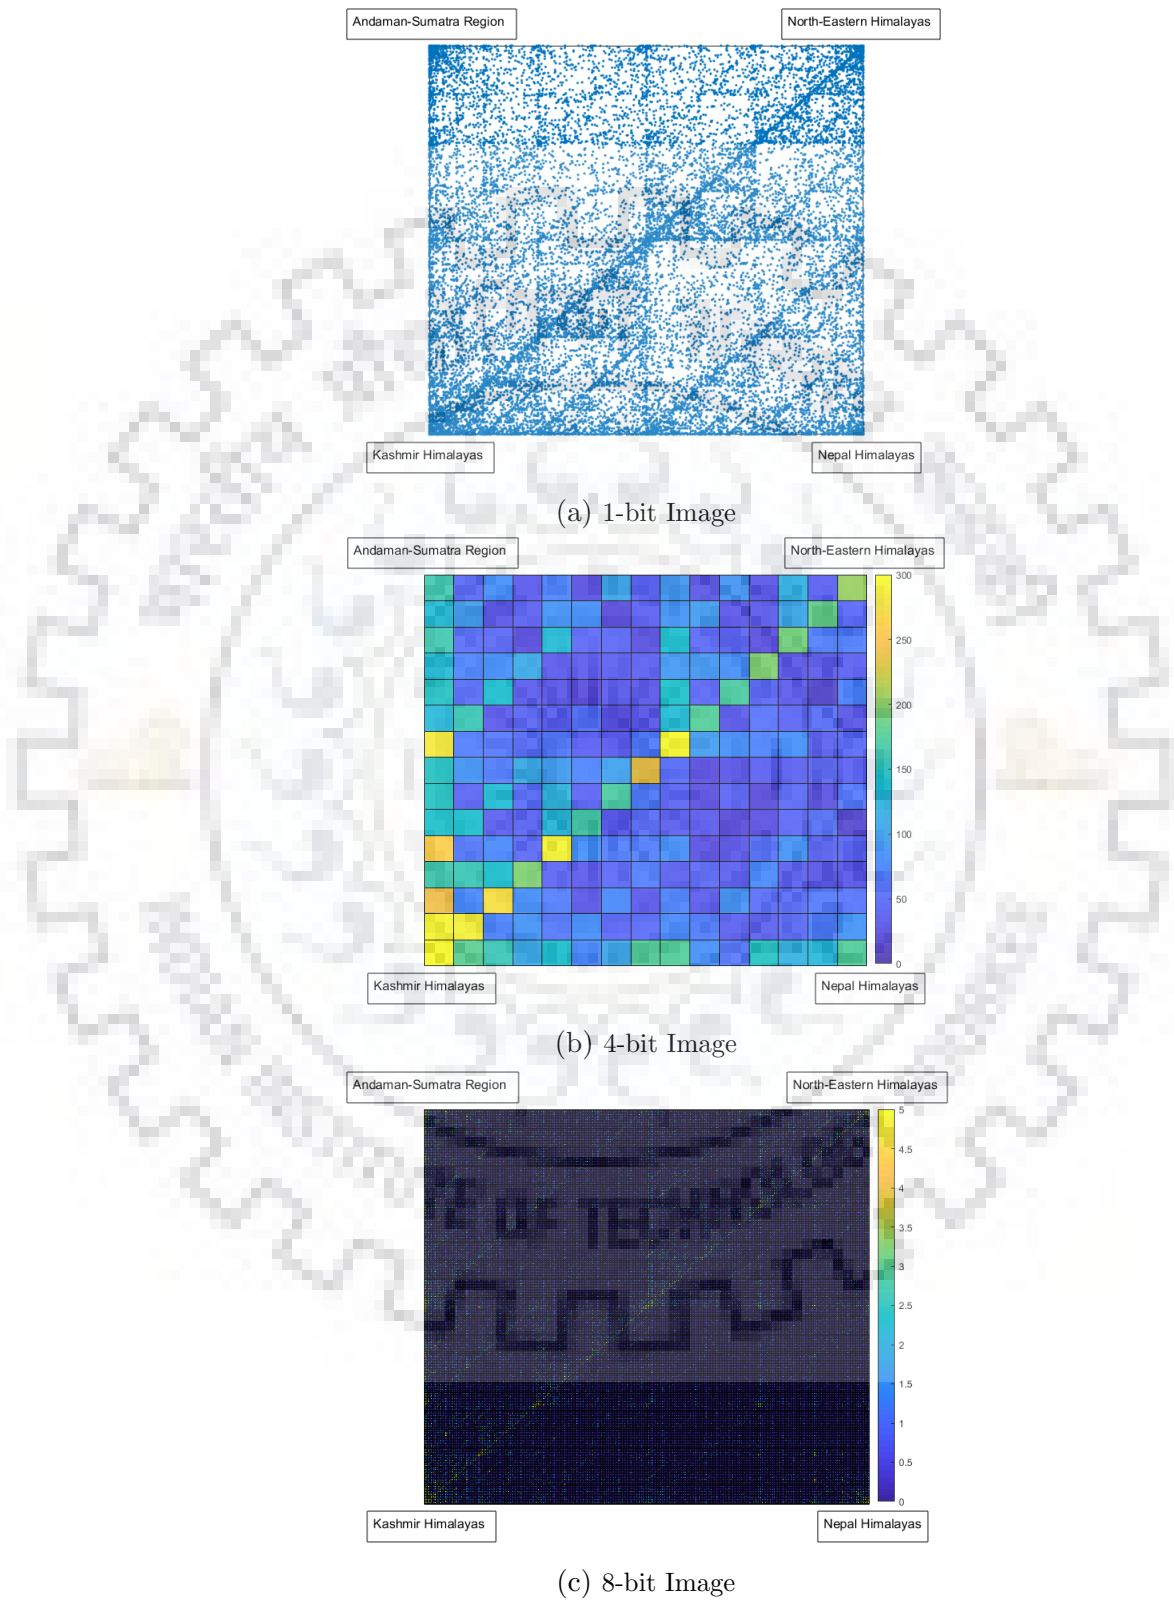 Andaman-Sumatra Region
North-Eastern Himalayas
Kashmir Himalayas
Nepal Himalayas
(a) 1-bit Image
Andaman-Sumatra Region
North-Eastern Himalayas
300
250
200
150
100
50
0
Kashmir Himalayas
Nepal Himalayas
(b) 4-bit Image
Andaman-Sumatra Region
North-Eastern Himalayas
5
4.5
4
3.5
3
2.5
2
1.5
1
0.5
0
OF TECHN
Kashmir Himalayas
Nepal Himalayas
(c) 8-bit Image